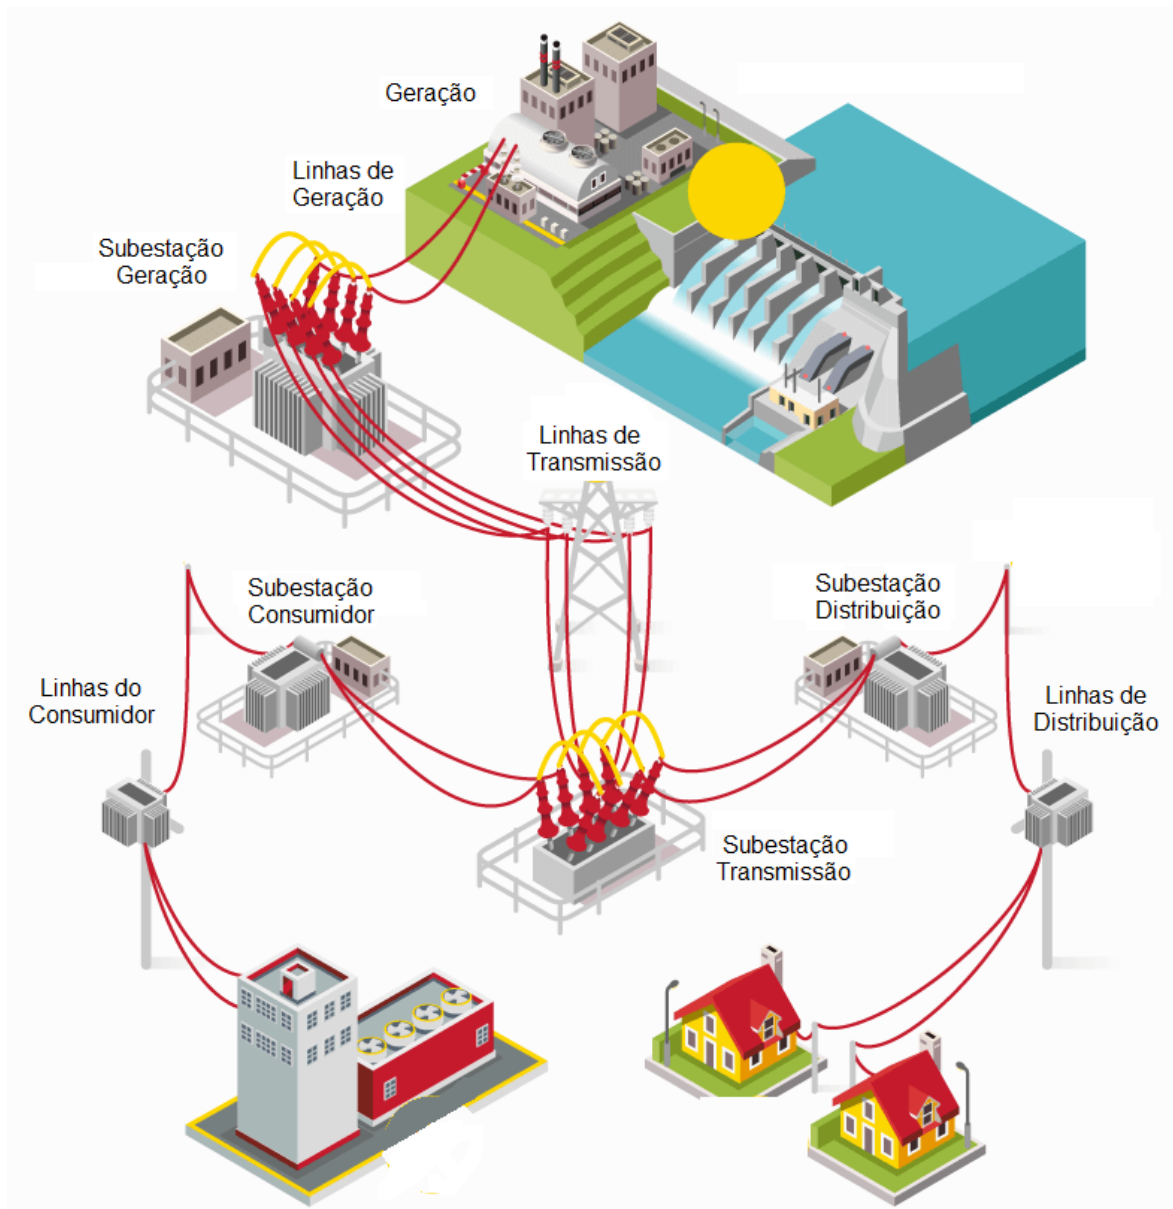 Geração
Linhas de
Geração
Subestação
Geração
Linhas de
Transmissão
Subestação
Consumidor
Subestação
Distribuição
Linhas do
Consumidor
Linhas de
Distribuição
Subestação
Transmissão